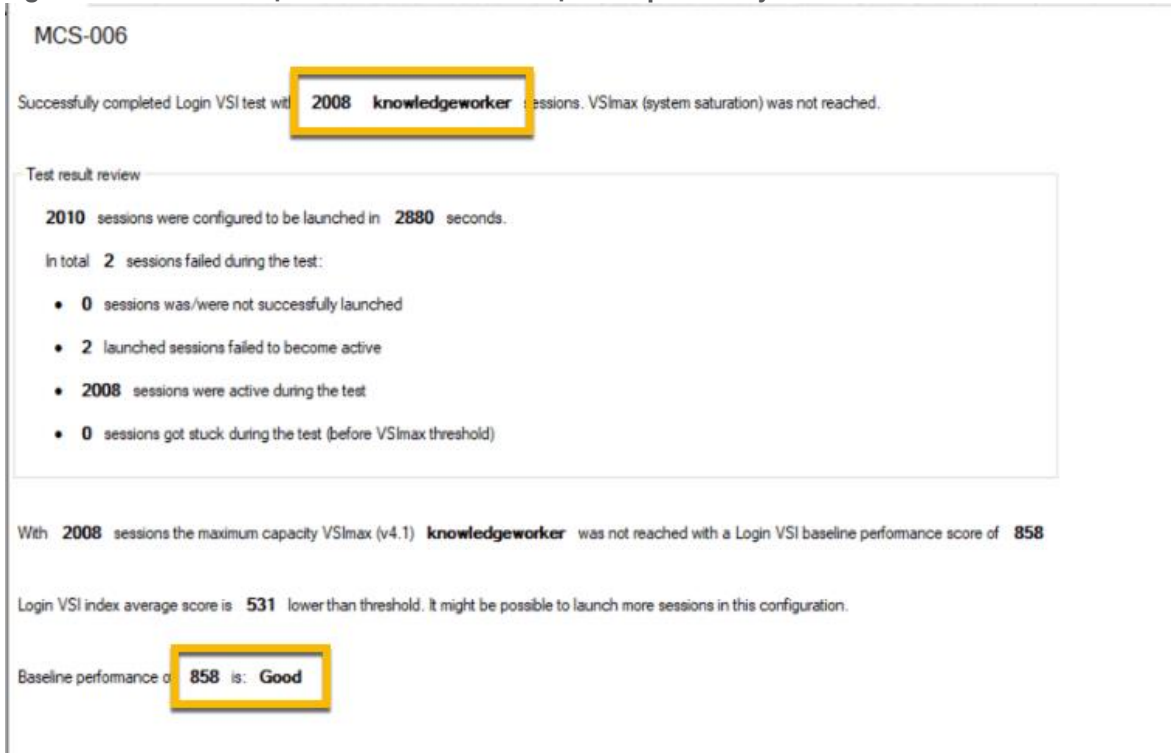 MCS-006
Successfully completed Login VSI test with 2008 knowledgeworker sessions. VSImax (system saturation) was not reached.
Test result review
2010 sessions were configured to be launched in 2880 seconds.
In total 2 sessions failed during the test:
• 0 sessions was/were not successfully launched
• 2 launched sessions failed to become active
• 2008 sessions were active during the test
• 0 sessions got stuck during the test (before VSImax threshold)
With 2008 sessions the maximum capacity VSImax (v4.1) knowledgeworker was not reached with a Login VSI baseline performance score of 858
Login VSI index average score is 531 lower than threshold. It might be possible to launch more sessions in this configuration.
Baseline performance of 858 is: Good